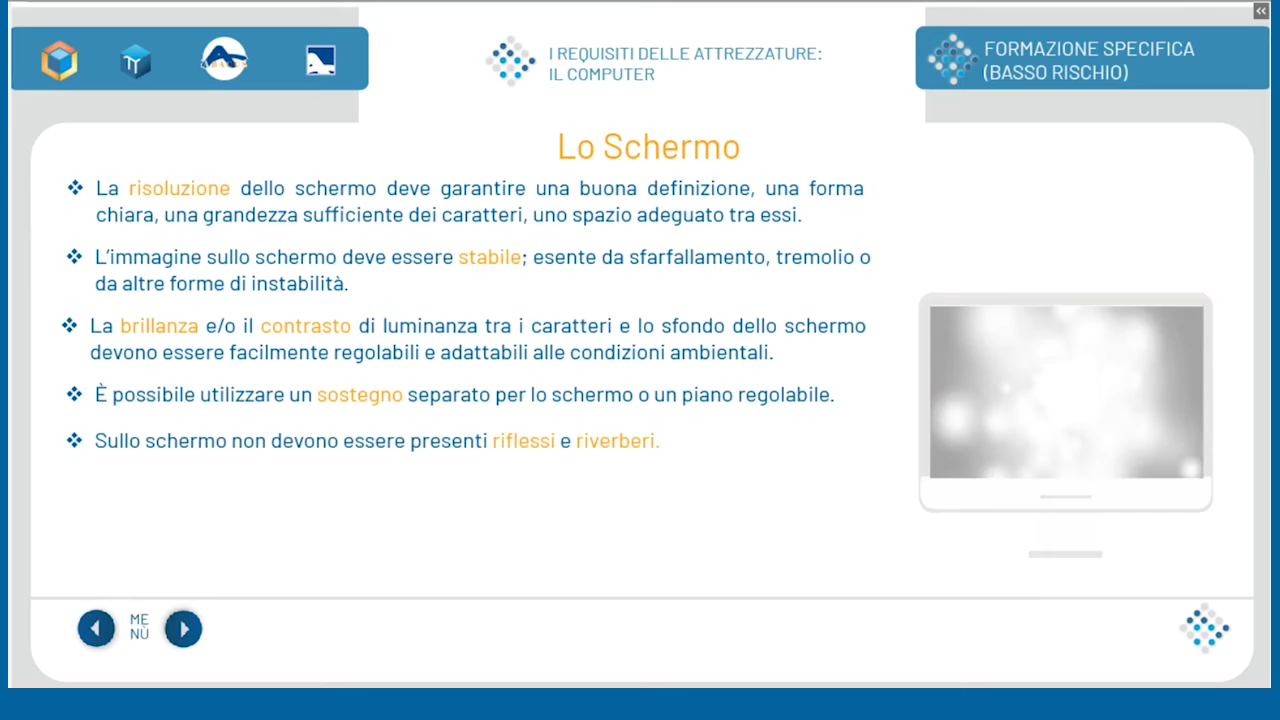 I REQUISITI DELLE ATTREZZATURE:
IL COMPUTER
FORMAZIONE SPECIFICA
(BASSO RISCHIO)
Lo Schermo
❖ La risoluzione dello schermo deve garantire una buona definizione, una forma
chiara, una grandezza sufficiente dei caratteri, uno spazio adeguato tra essi.
❖ L'immagine sullo schermo deve essere stabile; esente da sfarfallamento, tremolio o
da altre forme di instabilità.
❖ La brillanza e/o il contrasto di luminanza tra i caratteri e lo sfondo dello schermo
devono essere facilmente regolabili e adattabili alle condizioni ambientali.
❖ È possibile utilizzare un sostegno separato per lo schermo o un piano regolabile.
❖ Sullo schermo non devono essere presenti riflessi e riverberi.
ME
NÙ